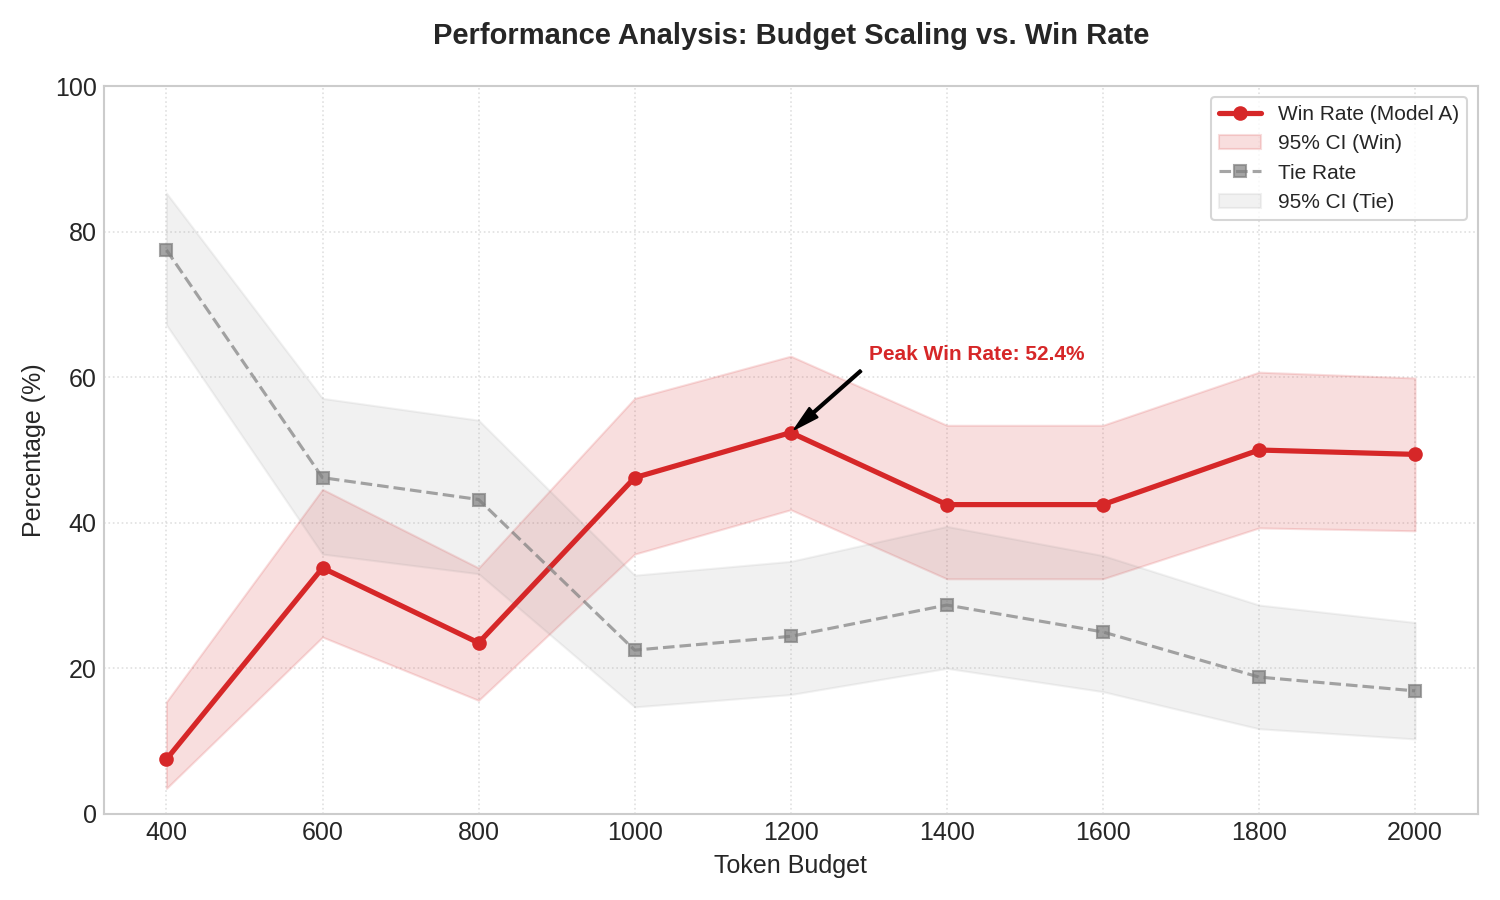 Performance Analysis: Budget Scaling vs. Win Rate
100
80
60
40
20
0
Percentage (%)
Win Rate (Model A)
95% CI (Win)
Tie Rate
95% CI (Tie)
Peak Win Rate: 52.4%
400 600 800 1000 1200 1400 1600 1800 2000
Token Budget